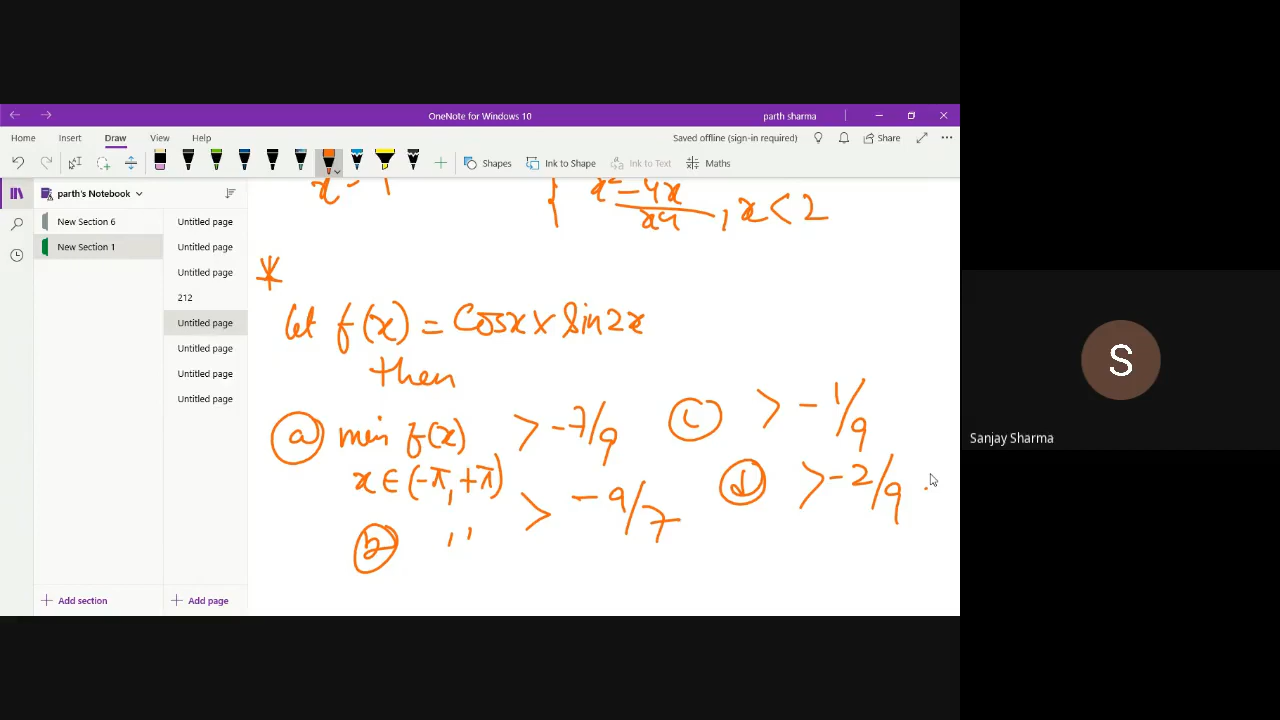 OneNote for Windows 10
parth sharma
Home Insert Draw View Help
Saved offline (sign-in required)
Share
Shapes
Ink to Shape
Ink to Text
Maths
parth's Notebook
New Section 6
New Section 1
Untitled page
Untitled page
Untitled page
212
Untitled page
Untitled page
Untitled page
Untitled page
Add section
Add page
x²-4x
x4 , x < 2
*
let f(x) = Cosx × Sin2x
then
(a) min f(x) > -7/9
x ∈ (-π, +π)
(b) ,, > -9/7
(c) > -1/9
(d) > -2/9
S
Sanjay Sharma